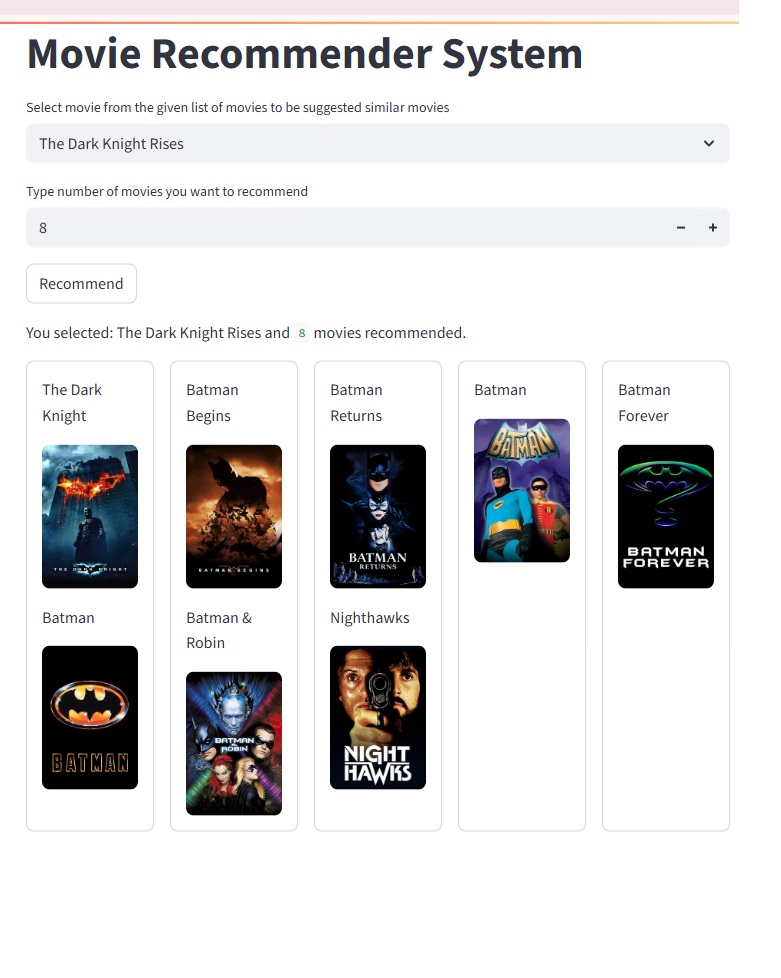 Movie Recommender System
Select movie from the given list of movies to be suggested similar movies
The Dark Knight Rises
Type number of movies you want to recommend
8
Recommend
You selected: The Dark Knight Rises and 8 movies recommended.
The Dark
Knight
THE DARK KNIGHT
Batman
Begins
BATMAN BEGINS
Batman
Returns
BATMAN
RETURNS
Batman
BATMAN
Batman
Forever
BATMAN
FOREVER
Batman
BATMAN
Batman &
Robin
BATMAN
ROBIN
Nighthawks
NIGHT
HAWKS